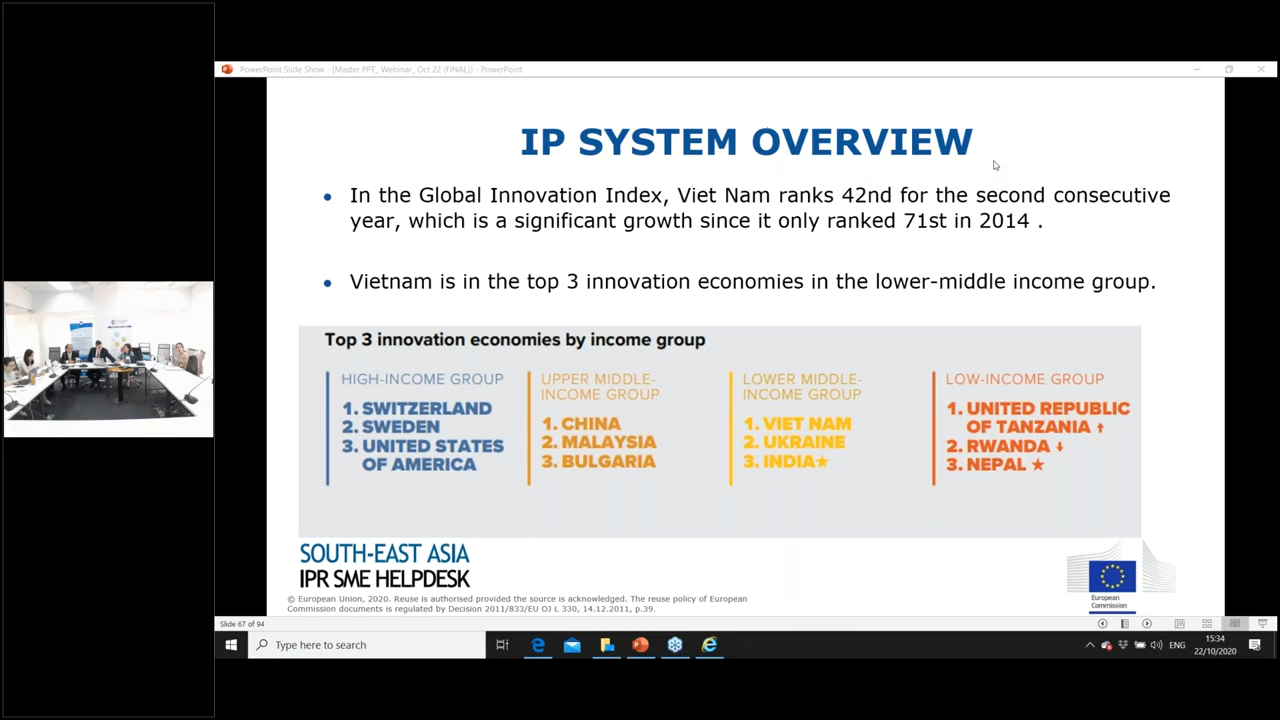 PowerPoint Slide Show - [Master PPT_ Webinar_ Oct 22 (FINAL)] - PowerPoint
IP SYSTEM OVERVIEW
• In the Global Innovation Index, Viet Nam ranks 42nd for the second consecutive
year, which is a significant growth since it only ranked 71st in 2014 .
• Vietnam is in the top 3 innovation economies in the lower-middle income group.
Top 3 innovation economies by income group
HIGH-INCOME GROUP
1. SWITZERLAND
2. SWEDEN
3. UNITED STATES
OF AMERICA
UPPER MIDDLE-
INCOME GROUP
1. CHINA
2. MALAYSIA
3. BULGARIA
LOWER MIDDLE-
INCOME GROUP
1. VIET NAM
2. UKRAINE
3. INDIA★
LOW-INCOME GROUP
1. UNITED REPUBLIC
OF TANZANIA ↑
2. RWANDA ↓
3. NEPAL ★
SOUTH-EAST ASIA
IPR SME HELPDESK
© European Union, 2020. Reuse is authorised provided the source is acknowledged. The reuse policy of European
Commission documents is regulated by Decision 2011/833/EU OJ L 330, 14.12.2011, p.39.
European
Commission
Slide 67 of 94
Type here to search
ENG
15:34
22/10/2020